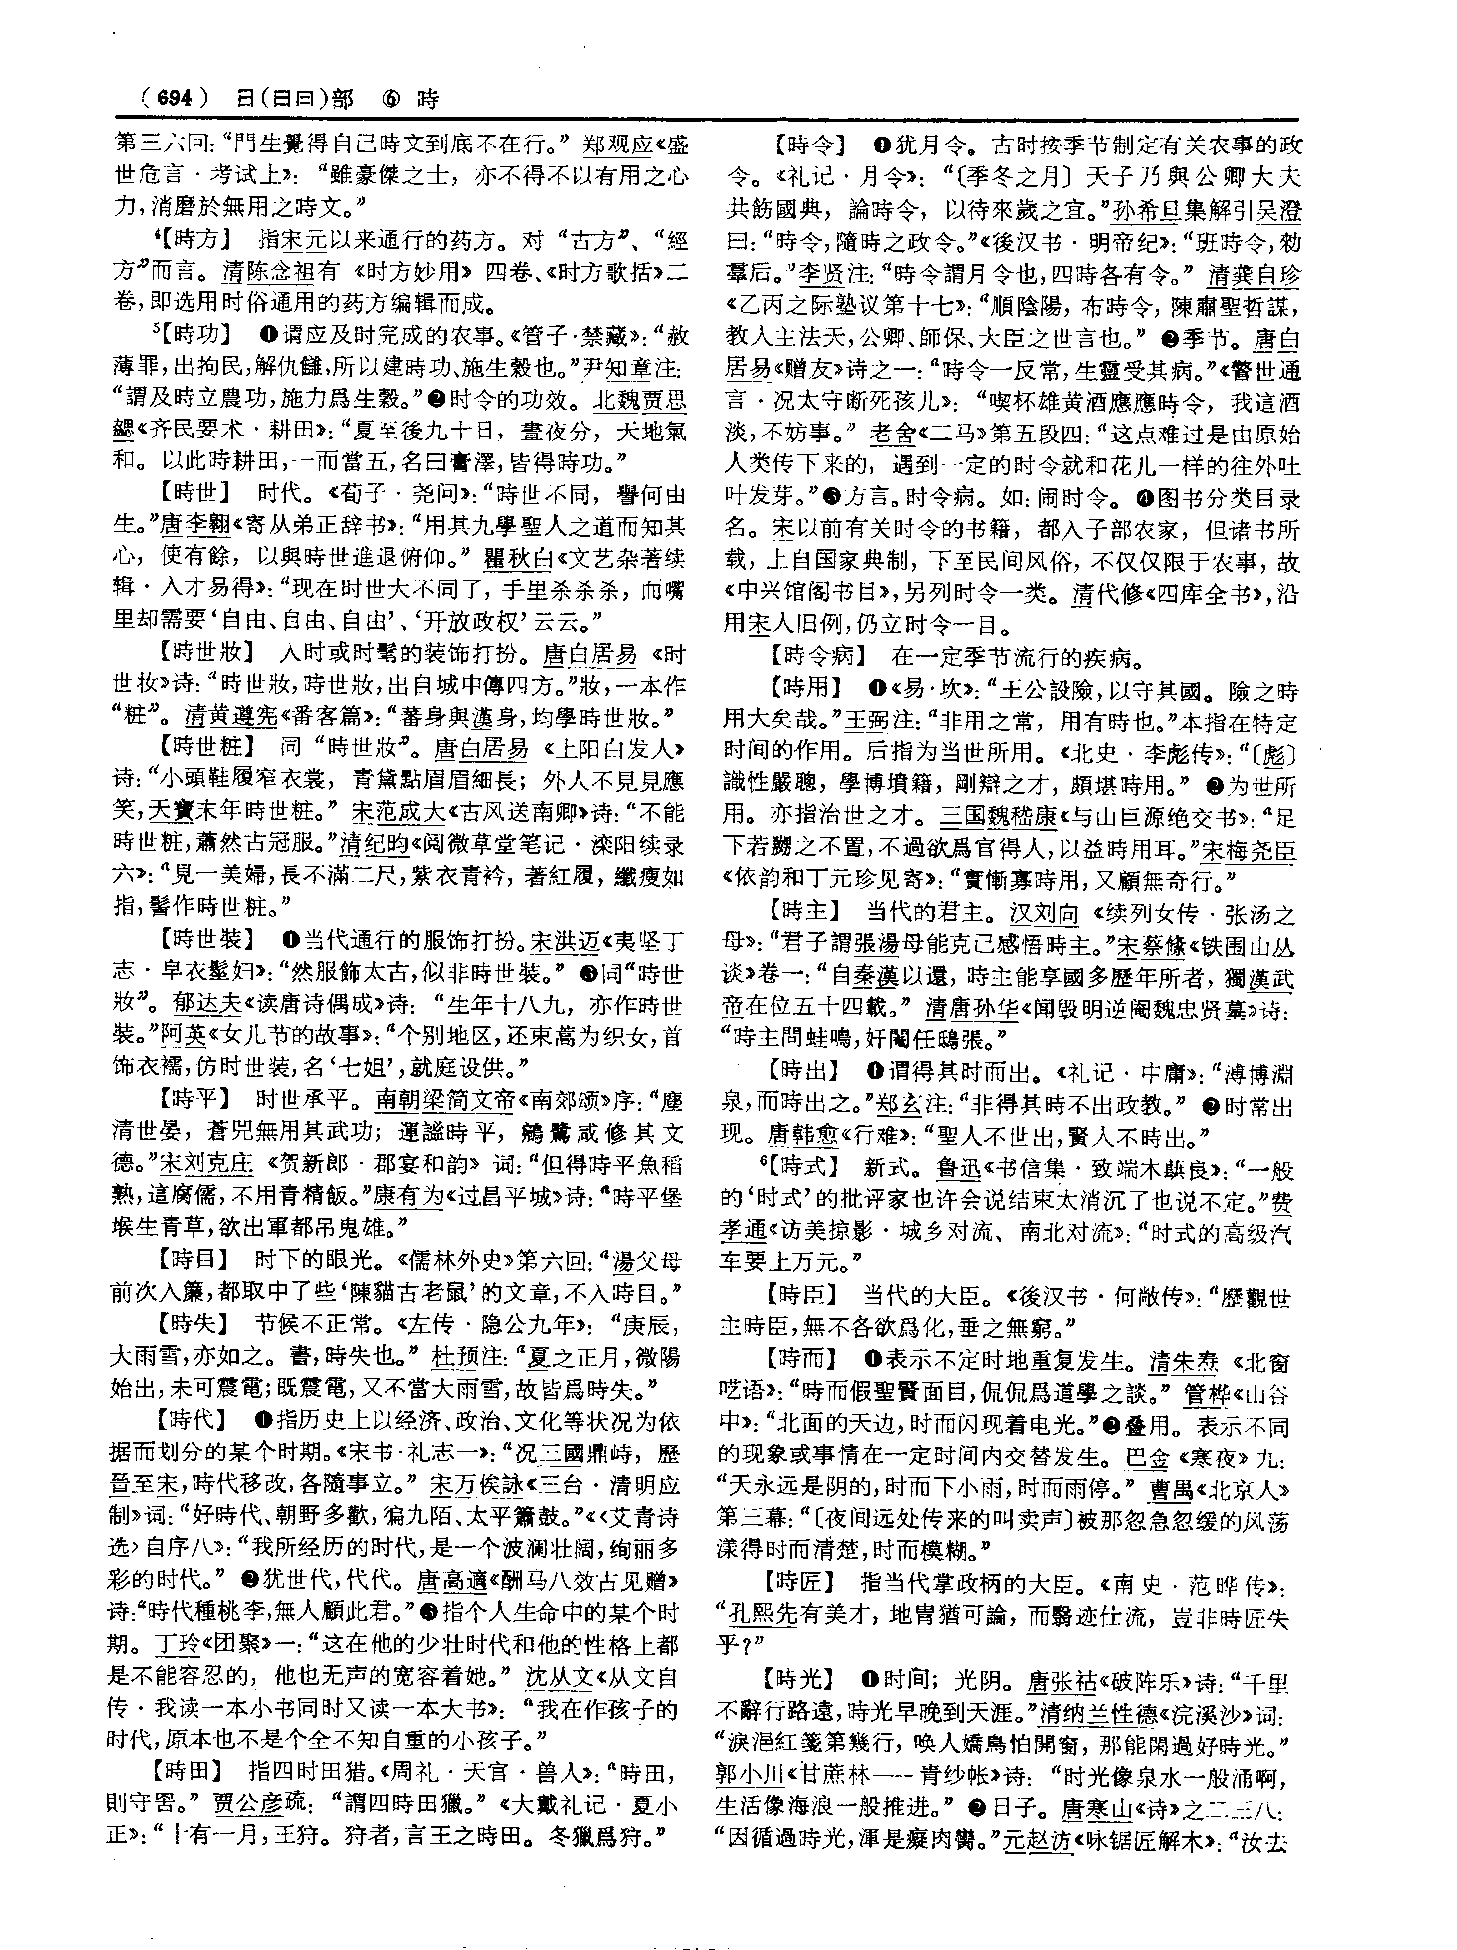 (694) 日(日曰)部 ⑥ 時
第三六回：“門生覺得自己時文到底不在行。”郑观应《盛
世危言·考试上》：“雖豪傑之士，亦不得不以有用之心
力，消磨於無用之時文。”
⁴【時方】 指宋元以来通行的药方。对“古方”、“經
方”而言。清陈念祖有《时方妙用》四卷、《时方歌括》二
卷，即选用时俗通用的药方编辑而成。
⁵【時功】 ❶谓应及时完成的农事。《管子·禁藏》：“赦
薄罪，出拘民，解仇讎，所以建時功、施生穀也。”尹知章注：
“謂及時立農功，施力爲生穀。”❷时令的功效。北魏贾思
勰《齐民要术·耕田》：“夏至後九十日，晝夜分，天地氣
和。以此時耕田，一而當五，名曰膏澤，皆得時功。”
【時世】 时代。《荀子·尧问》：“時世不同，譽何由
生。”唐李翱《寄从弟正辞书》：“用其九學聖人之道而知其
心，使有餘，以與時世進退俯仰。”瞿秋白《文艺杂著续
辑·人才易得》：“现在时世大不同了，手里杀杀杀，而嘴
里却需要‘自由、自由、自由’、‘开放政权’云云。”
【時世妝】 入时或时髦的装饰打扮。唐白居易《时
世妆》诗：“時世妝，時世妝，出自城中傳四方。”妝，一本作
“粧”。清黄遵宪《番客篇》：“蕃身與漢身，均學時世妝。”
【時世粧】 同“時世妝”。唐白居易《上阳白发人》
诗：“小頭鞋履窄衣裳，青黛點眉眉細長；外人不見見應
笑，天寶末年時世粧。”宋范成大《古风送南卿》诗：“不能
時世粧，蕭然古冠服。”清纪昀《阅微草堂笔记·滦阳续录
六》：“見一美婦，長不滿二尺，紫衣青衿，著紅履，纖瘦如
指，髻作時世粧。”
【時世裝】 ❶当代通行的服饰打扮。宋洪迈《夷坚丁
志·阜衣髽妇》：“然服飾太古，似非時世裝。”❷同“時世
妝”。郁达夫《读唐诗偶成》诗：“生年十八九，亦作時世
裝。”阿英《女儿节的故事》：“个别地区，还束蒿为织女，首
饰衣襦，仿时世装，名‘七姐’，就庭设供。”
【時平】 时世承平。南朝梁简文帝《南郊颂》序：“塵
清世晏，蒼兕無用其武功；運謐時平，鵷鷺咸修其文
德。”宋刘克庄《贺新郎·郡宴和韵》词：“但得時平魚稻
熟，這腐儒，不用青精飯。”康有为《过昌平城》诗：“時平堡
堠生青草，欲出軍都吊鬼雄。”
【時目】 时下的眼光。《儒林外史》第六回：“湯父母
前次入簾，都取中了些‘陳貓古老鼠’的文章，不入時目。”
【時失】 节候不正常。《左传·隐公九年》：“庚辰，
大雨雪，亦如之。書，時失也。”杜预注：“夏之正月，微陽
始出，未可震電；既震電，又不當大雨雪，故皆爲時失。”
【時代】 ❶指历史上以经济、政治、文化等状况为依
据而划分的某个时期。《宋书·礼志一》：“况三國鼎峙，歷
晉至宋，時代移改，各隨事立。”宋万俟詠《三台·清明应
制》词：“好時代、朝野多歡，徧九陌、太平簫鼓。”《〈艾青诗
选〉自序八》：“我所经历的时代，是一个波澜壮阔，绚丽多
彩的时代。”❷犹世代，代代。唐高適《酬马八效古见赠》
诗：“時代種桃李，無人顧此君。”❸指个人生命中的某个时
期。丁玲《团聚》一：“这在他的少壮时代和他的性格上都
是不能容忍的，他也无声的宽容着她。”沈从文《从文自
传·我读一本小书同时又读一本大书》：“我在作孩子的
时代，原本也不是个全不知自重的小孩子。”
【時田】 指四时田猎。《周礼·天官·兽人》：“時田，
則守罟。”贾公彦疏：“謂四時田獵。”《大戴礼记·夏小
正》：“十有一月，王狩。狩者，言王之時田。冬獵爲狩。”
【時令】 ❶犹月令。古时按季节制定有关农事的政
令。《礼记·月令》：“〔季冬之月〕天子乃與公卿大夫
共飭國典，論時令，以待來歲之宜。”孙希旦集解引吴澄
曰：“時令，隨時之政令。”《後汉书·明帝纪》：“班時令，勑
羣后。”李贤注：“時令謂月令也，四時各有令。”清龚自珍
《乙丙之际塾议第十七》：“順陰陽，布時令，陳肅聖哲謀，
教人主法天，公卿、師保、大臣之世言也。”❷季节。唐白
居易《赠友》诗之一：“時令一反常，生靈受其病。”《警世通
言·况太守断死孩儿》：“喫杯雄黄酒應應時令，我這酒
淡，不妨事。”老舍《二马》第五段四：“这点难过是由原始
人类传下来的，遇到一定的时令就和花儿一样的往外吐
叶发芽。”❸方言。时令病。如：闹时令。❹图书分类目录
名。宋以前有关时令的书籍，都入子部农家，但诸书所
载，上自国家典制，下至民间风俗，不仅仅限于农事，故
《中兴馆阁书目》，另列时令一类。清代修《四库全书》，沿
用宋人旧例，仍立时令一目。
【時令病】 在一定季节流行的疾病。
【時用】 ❶《易·坎》：“王公設險，以守其國。險之時
用大矣哉。”王弼注：“非用之常，用有時也。”本指在特定
时间的作用。后指为当世所用。《北史·李彪传》：“〔彪〕
識性嚴聰，學博墳籍，剛辯之才，頗堪時用。”❷为世所
用。亦指治世之才。三国魏嵇康《与山巨源绝交书》：“足
下若嬲之不置，不過欲爲官得人，以益時用耳。”宋梅尧臣
《依韵和丁元珍见寄》：“實慚寡時用，又顧無奇行。”
【時主】 当代的君主。汉刘向《续列女传·张汤之
母》：“君子謂張湯母能克己感悟時主。”宋蔡絛《铁围山丛
谈》卷一：“自秦漢以還，時主能享國多歷年所者，獨漢武
帝在位五十四載。”清唐孙华《闻毁明逆阉魏忠贤墓》诗：
“時主問蛙鳴，奸閹任鴟張。”
【時出】 ❶谓得其时而出。《礼记·中庸》：“溥博淵
泉，而時出之。”郑玄注：“非得其時不出政教。”❷时常出
现。唐韩愈《行难》：“聖人不世出，賢人不時出。”
⁶【時式】 新式。鲁迅《书信集·致端木蕻良》：“一般
的‘时式’的批评家也许会说结束太消沉了也说不定。”费
孝通《访美掠影·城乡对流、南北对流》：“时式的高级汽
车要上万元。”
【時臣】 当代的大臣。《後汉书·何敞传》：“歷觀世
主時臣，無不各欲爲化，垂之無窮。”
【時而】 ❶表示不定时地重复发生。清朱焘《北窗
呓语》：“時而假聖賢面目，侃侃爲道學之談。”管桦《山谷
中》：“北面的天边，时而闪现着电光。”❷叠用。表示不同
的现象或事情在一定时间内交替发生。巴金《寒夜》九：
“天永远是阴的，时而下小雨，时而雨停。”曹禺《北京人》
第三幕：“〔夜间远处传来的叫卖声〕被那忽急忽缓的风荡
漾得时而清楚，时而模糊。”
【時匠】 指当代掌政柄的大臣。《南史·范晔传》：
“孔熙先有美才，地胄猶可論，而翳迹仕流，豈非時匠失
乎？”
【時光】 ❶时间；光阴。唐张祜《破阵乐》诗：“千里
不辭行路遠，時光早晚到天涯。”清纳兰性德《浣溪沙》词：
“淚浥紅箋第幾行，唤人嬌鳥怕開窗，那能閑過好時光。”
郭小川《甘蔗林——青纱帐》诗：“时光像泉水一般涌啊，
生活像海浪一般推进。”❷日子。唐寒山《诗》之二三八：
“因循過時光，渾是癡肉臠。”元赵汸《咏锯匠解木》：“汝去